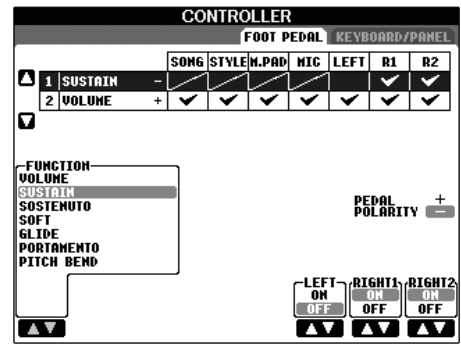 CONTROLLER
FOOT PEDAL KEYBOARD/PANEL
SONG STYLE M.PAD MIC LEFT R1 R2
1 SUSTAIN −
2 VOLUME +
FUNCTION
VOLUME
SUSTAIN
SOSTENUTO
SOFT
GLIDE
PORTAMENTO
PITCH BEND
PEDAL +
POLARITY −
LEFT RIGHT1 RIGHT2
ON ON ON
OFF OFF OFF